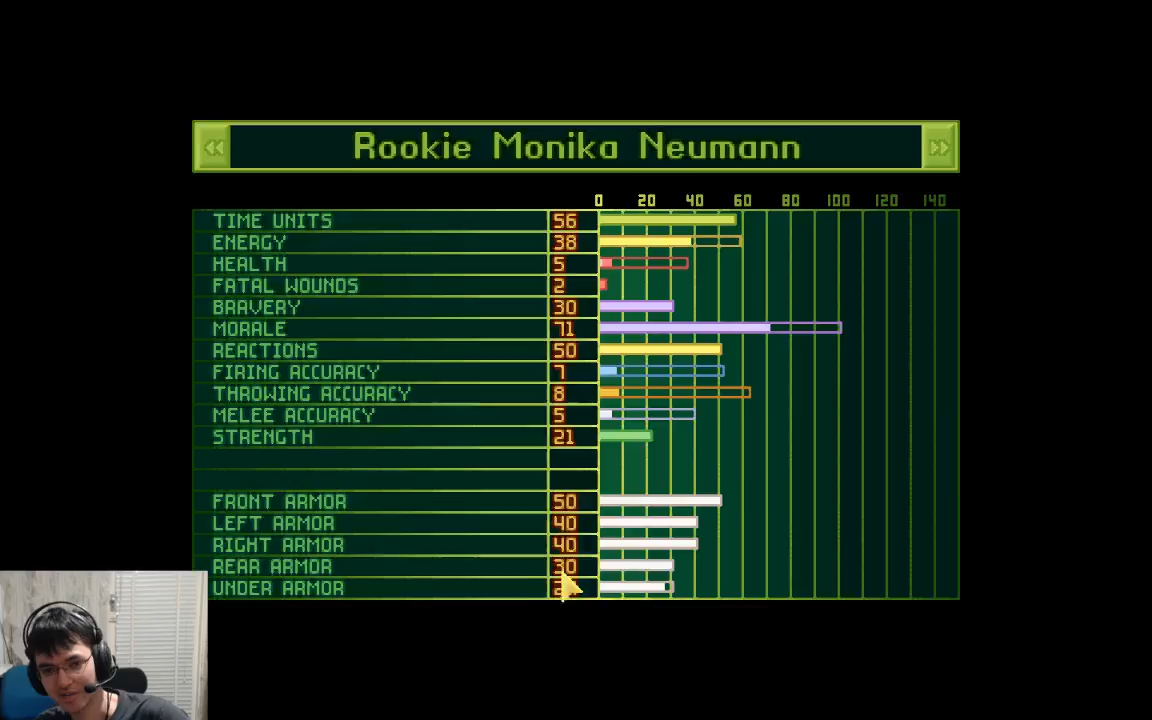 Rookie Monika Neumann
0 20 40 60 80 100 120 140
TIME UNITS 56
ENERGY 38
HEALTH 5
FATAL WOUNDS 2
BRAVERY 30
MORALE 71
REACTIONS 50
FIRING ACCURACY 7
THROWING ACCURACY 8
MELEE ACCURACY 5
STRENGTH 21
FRONT ARMOR 50
LEFT ARMOR 40
RIGHT ARMOR 40
REAR ARMOR 30
UNDER ARMOR